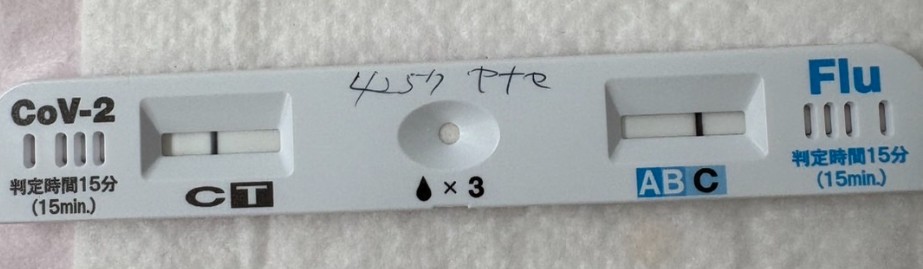 CoV-2
判定時間15分
(15min.)
C T
× 3
A B C
Flu
判定時間15分
(15min.)